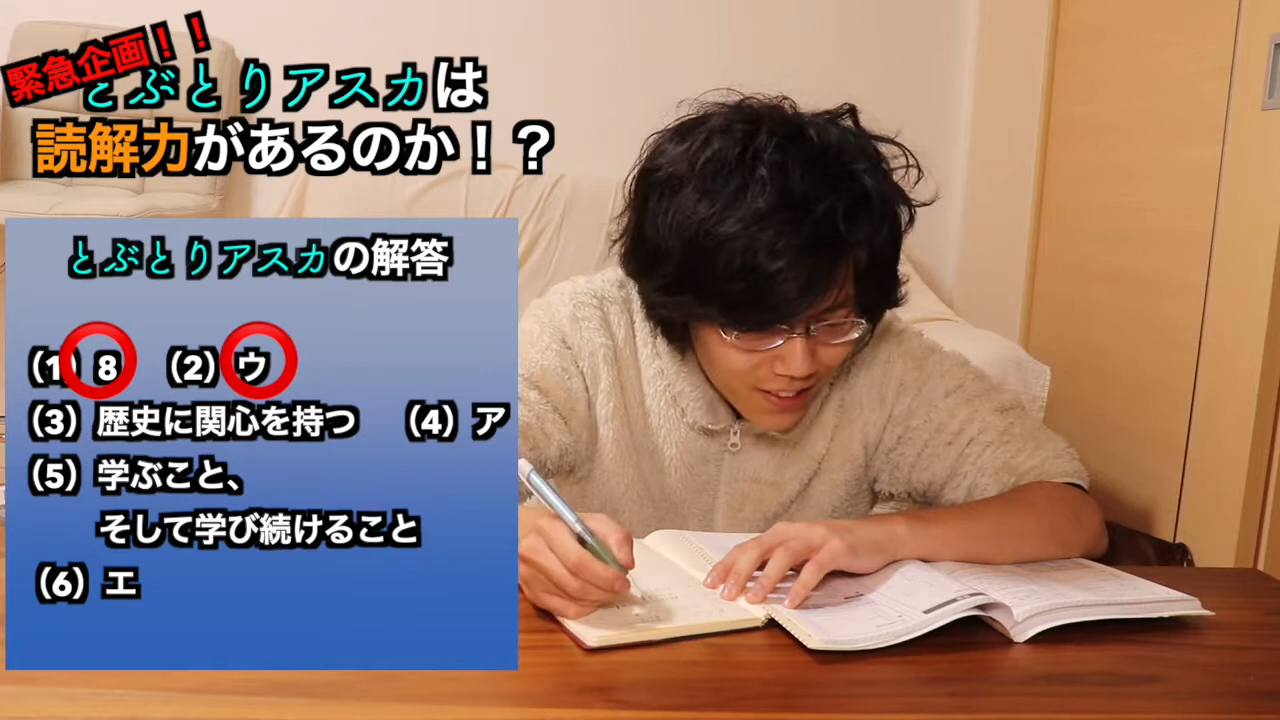 緊急企画！！
とぶとりアスカは
読解力があるのか！？
とぶとりアスカの解答
（1）8　（2）ウ
（3）歴史に関心を持つ　（4）ア
（5）学ぶこと、
そして学び続けること
（6）エ